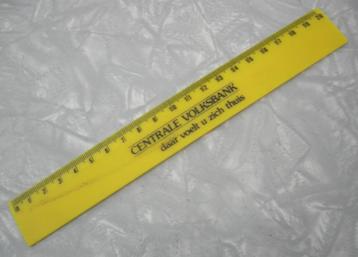 CENTRALE VOLKSBANK
daar voelt u zich thuis